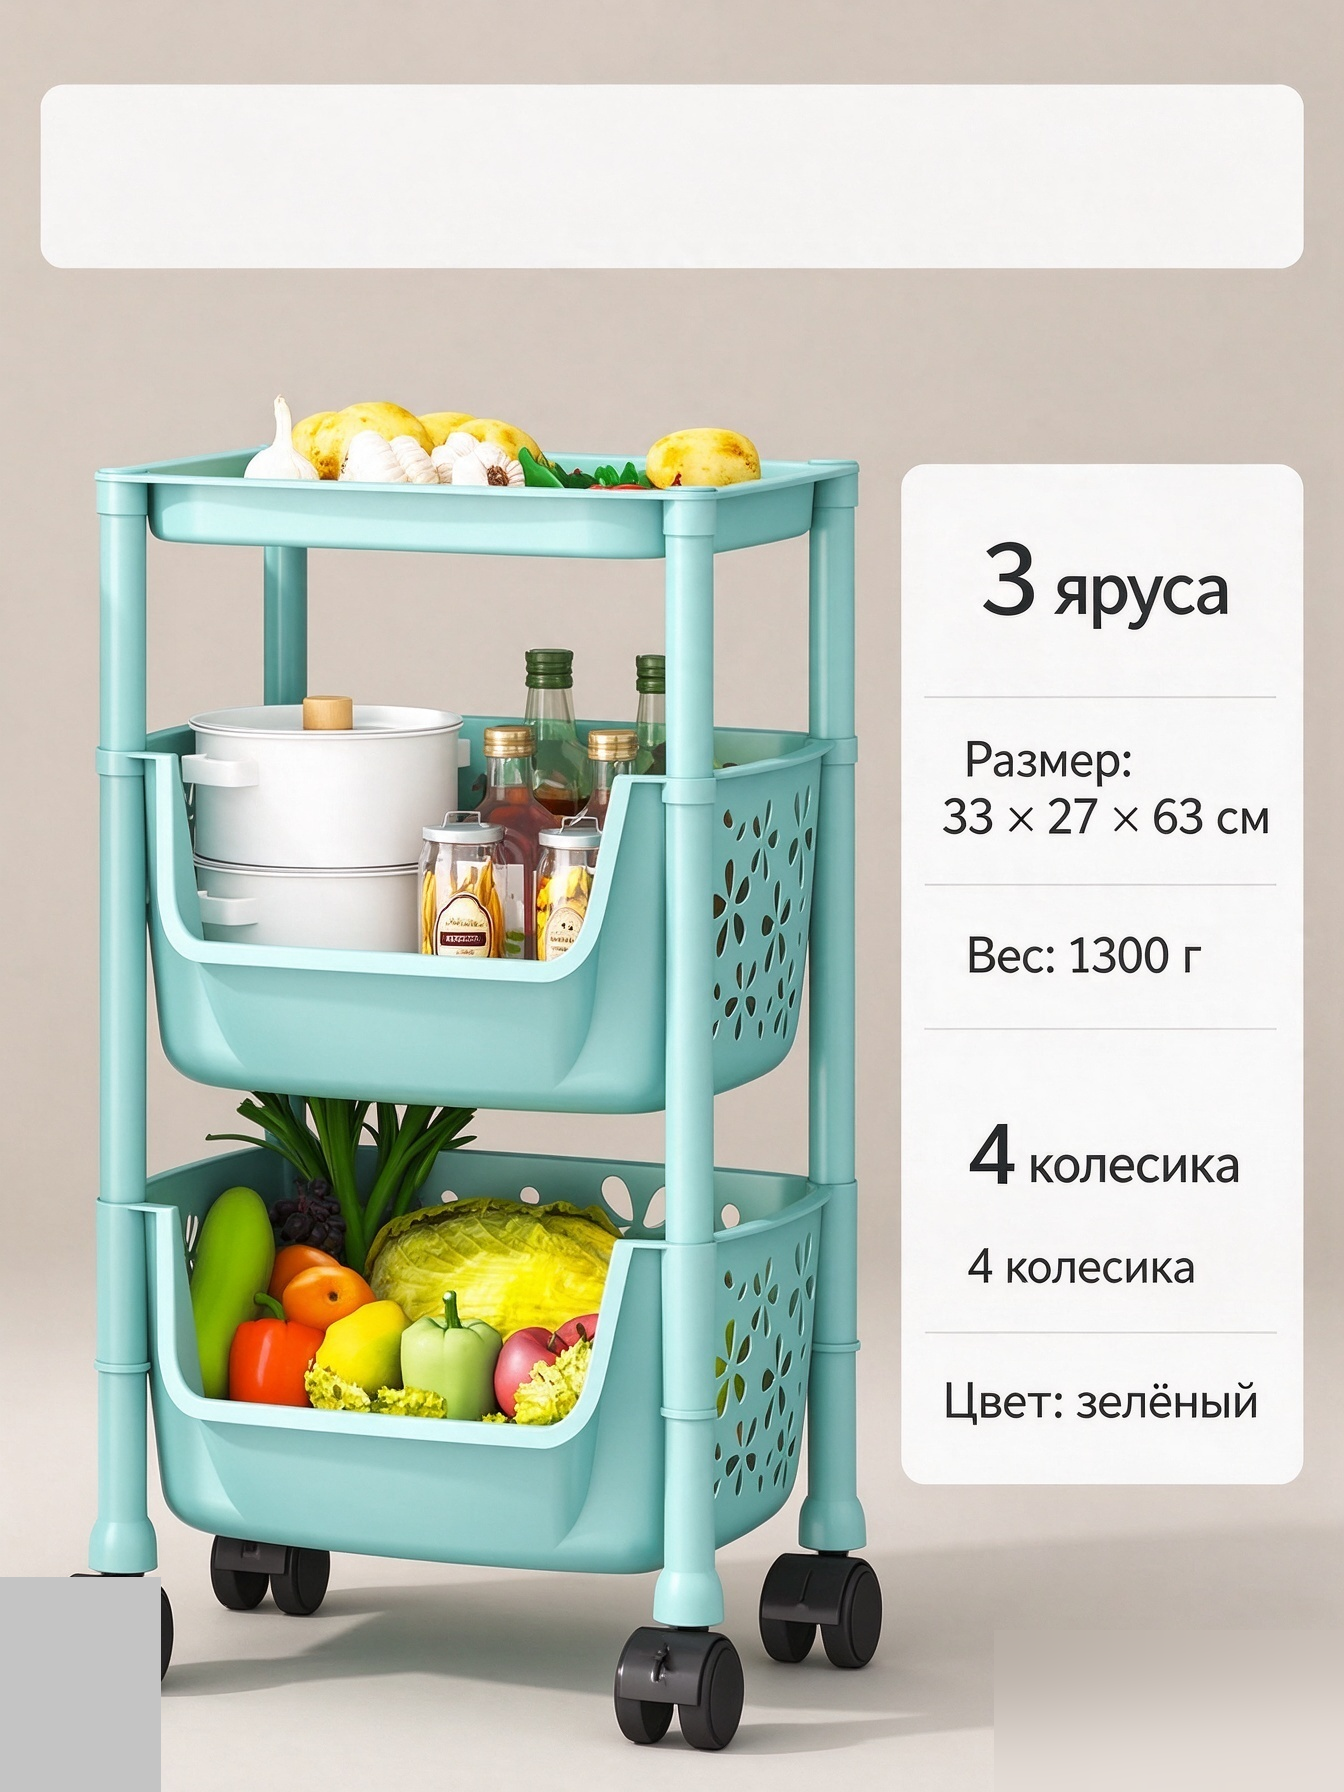 3 яруса
Размер:
33 × 27 × 63 см
Вес: 1300 г
4 колесика
4 колесика
Цвет: зелёный